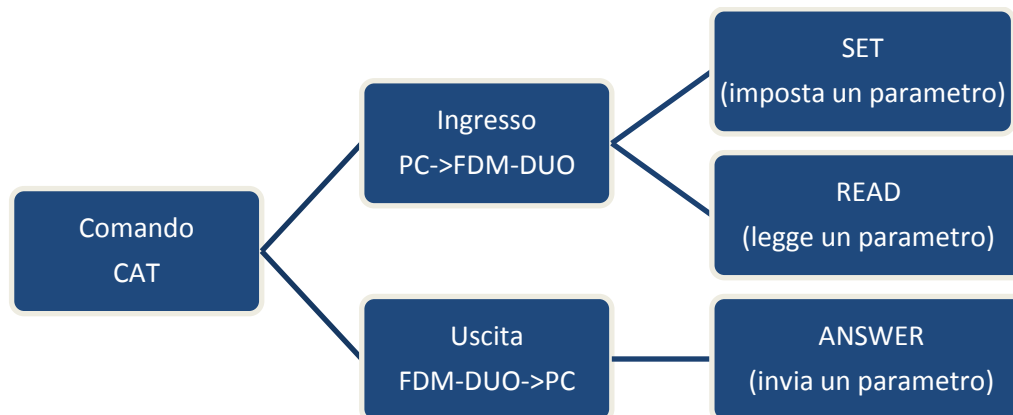 Comando
CAT
Ingresso
PC->FDM-DUO
SET
(imposta un parametro)
READ
(legge un parametro)
Uscita
FDM-DUO->PC
ANSWER
(invia un parametro)